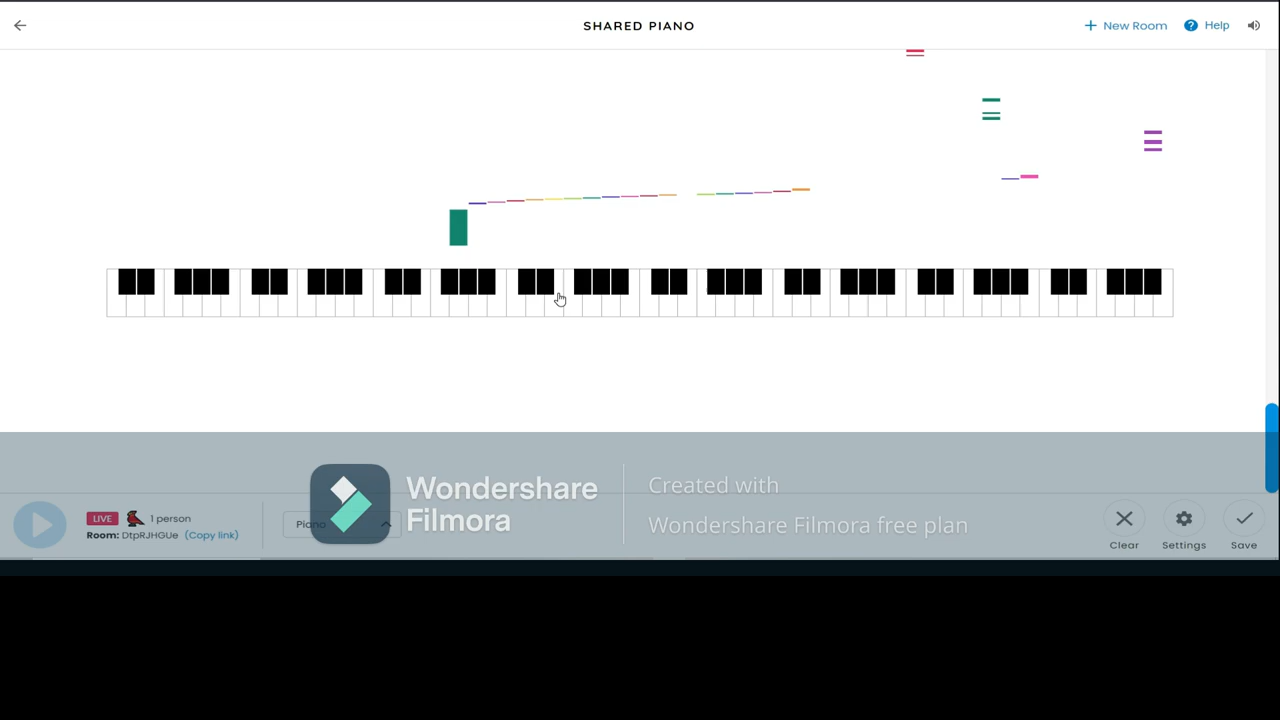 SHARED PIANO
New Room
Help
Wondershare
Filmora
Created with
Wondershare Filmora free plan
LIVE
1 person
Room: DtpRJHGUe (Copy link)
Piano
Clear
Settings
Save